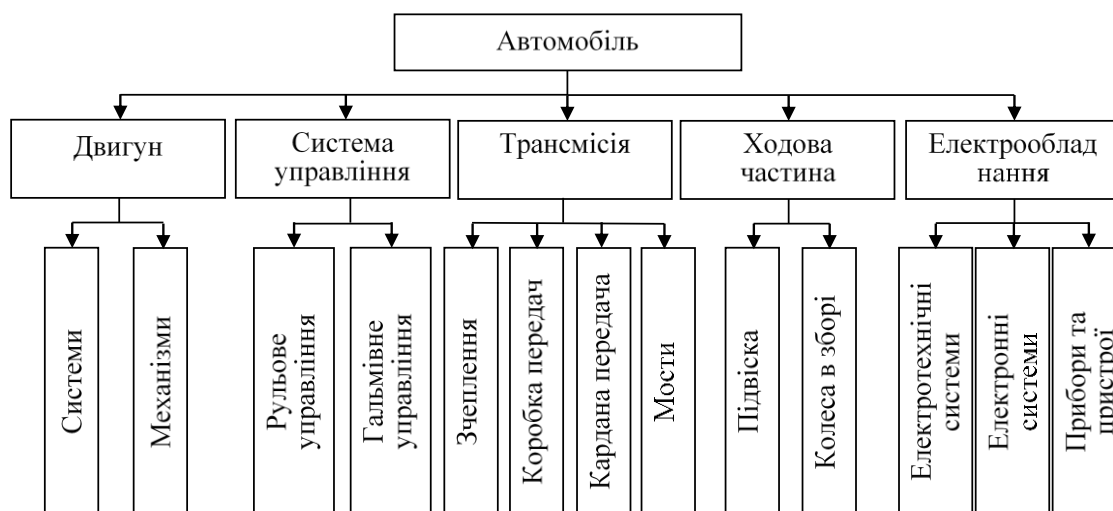 Автомобіль
Двигун
Система
управління
Трансмісія
Ходова
частина
Електрооблад
нання
Системи
Механізми
Рульове
управління
Гальмівне
управління
Зчеплення
Коробка передач
Кардана передача
Мости
Підвіска
Колеса в зборі
Електротехнічні
системи
Електронні
системи
Прибори та
пристрої